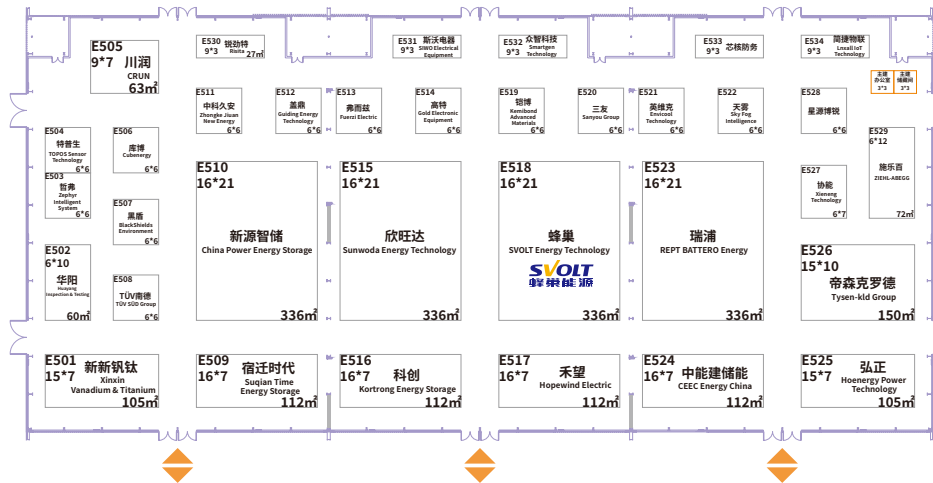 E505
9*7 川润
CRUN
63㎡
E530 锐劲特
9*3 Risita
27㎡
E531 斯沃电器
9*3 SIWO Electrical
Equipment
E532 众智科技
9*3 Smartgen
Technology
E533
9*3 芯核防务
E534 简捷物联
9*3 Lnxall IoT
Technology
主建
办公室
3*3
主建
储藏间
3*3
E511
中科久安
Zhongke Jiuan
New Energy
6*6
E512
盖鼎
Guiding Energy
Technology
6*6
E513
弗而兹
Fuerzi Electric
6*6
E514
高特
Gold Electronic
Equipment
6*6
E519
铠博
Kemibond
Advanced
Materials
6*6
E520
三友
Sanyou Group
6*6
E521
英维克
Envicool
Technology
6*6
E522
天雾
Sky Fog
Intelligence
6*6
E528
星源博锐
6*6
E504
特普生
TOPOS Sensor
Technology
6*6
E506
库博
Cubenergy
6*6
E529
6*12
施乐百
ZIEHL-ABEGG
72㎡
E503
哲弗
Zephyr
Intelligent
System
6*6
E507
黑盾
BlackShields
Environment
6*6
E510
16*21
新源智储
China Power Energy Storage
336㎡
E515
16*21
欣旺达
Sunwoda Energy Technology
336㎡
E518
16*21
蜂巢
SVOLT Energy Technology
SVOLT
蜂巢能源
336㎡
E523
16*21
瑞浦
REPT BATTERO Energy
336㎡
E527
协能
Xieneng
Technology
6*7
E502
6*10
华阳
Huayang
Inspection & Testing
60㎡
E508
TÜV南德
TÜV SÜD Group
6*6
E526
15*10
帝森克罗德
Tysen-kld Group
150㎡
E501
15*7 新新钒钛
Xinxin
Vanadium & Titanium
105㎡
E509
16*7 宿迁时代
Suqian Time
Energy Storage
112㎡
E516
16*7 科创
Kortrong Energy Storage
112㎡
E517
16*7 禾望
Hopewind Electric
112㎡
E524
16*7 中能建储能
CEEC Energy China
112㎡
E525
15*7 弘正
Hoenergy Power
Technology
105㎡